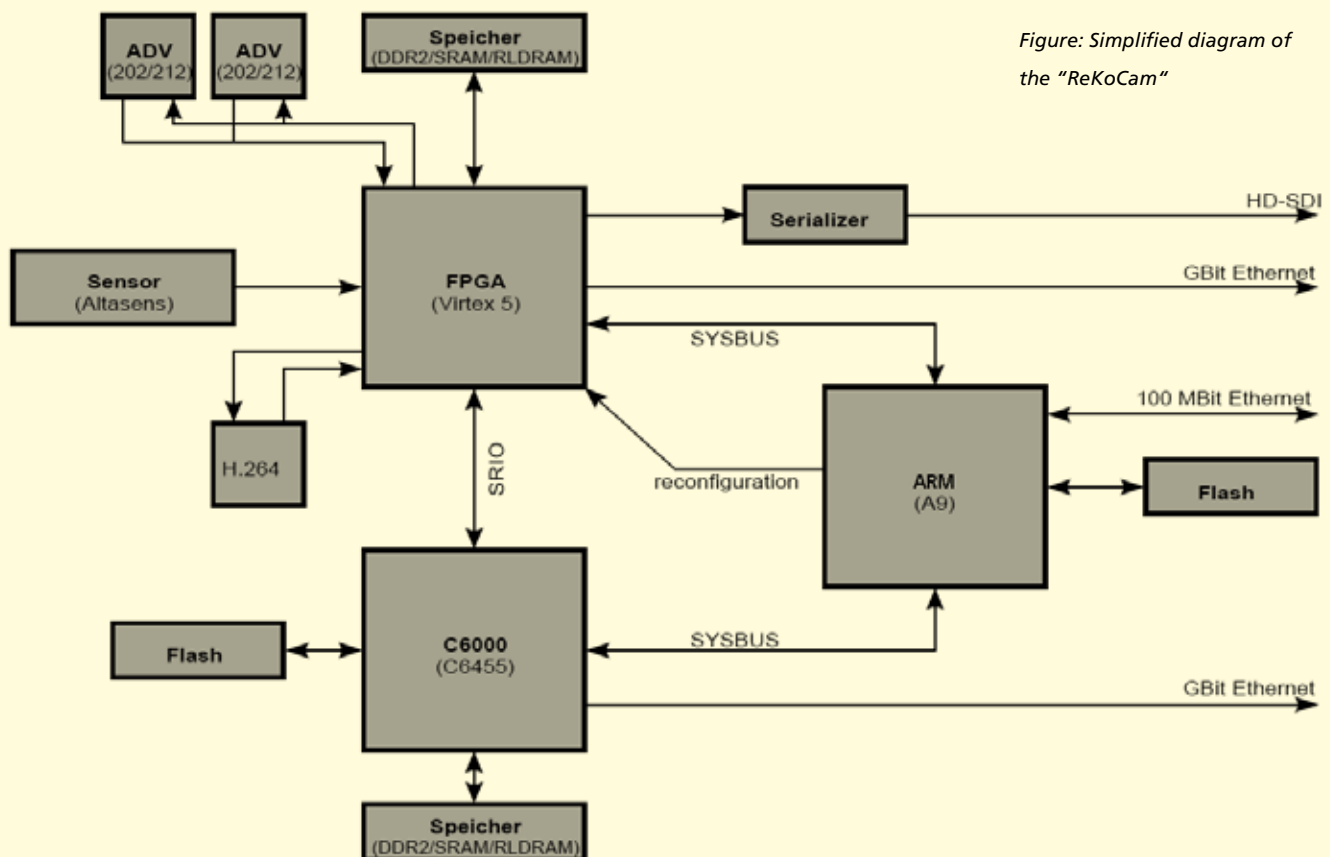 ADV
(202/212)
ADV
(202/212)
Speicher
(DDR2/SRAM/RLDRAM)
Figure: Simplified diagram of
the "ReKoCam“
HD-SDI
Serializer
GBit Ethernet
Sensor
(Altasens)
FPGA
(Virtex 5)
SYSBUS
100 MBit Ethernet
H.264
SRIO
reconfiguration
ARM
(A9)
Flash
Flash
C6000
(C6455)
SYSBUS
GBit Ethernet
Speicher
(DDR2/SRAM/RLDRAM)